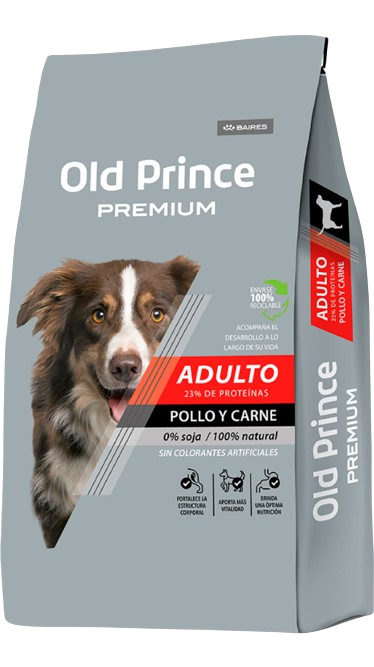 BAIRES
Old Prince
PREMIUM
ENVASE
100%
RECICLABLE
ACOMPAÑA EL
DESARROLLO A LO
LARGO DE SU VIDA
ADULTO
23% DE PROTEÍNAS
POLLO Y CARNE
0% soja / 100% natural
SIN COLORANTES ARTIFICIALES
FORTALECE LA
ESTRUCTURA
CORPORAL
APORTA MÁS
VITALIDAD
BRINDA
UNA ÓPTIMA
NUTRICIÓN
ADULTO
23% DE PROTEÍNAS
POLLO Y CARNE
Old Prince
PREMIUM